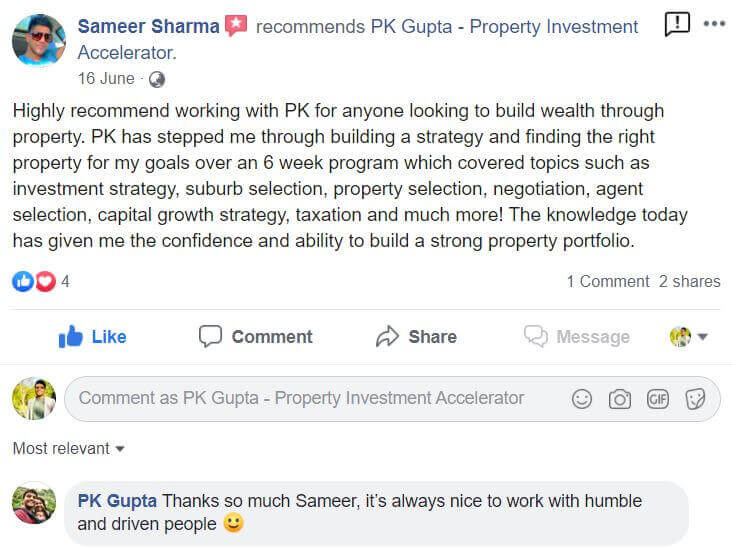 Sameer Sharma recommends PK Gupta - Property Investment
Accelerator.
16 June ·
Highly recommend working with PK for anyone looking to build wealth through
property. PK has stepped me through building a strategy and finding the right
property for my goals over an 6 week program which covered topics such as
investment strategy, suburb selection, property selection, negotiation, agent
selection, capital growth strategy, taxation and much more! The knowledge today
has given me the confidence and ability to build a strong property portfolio.
4 1 Comment 2 shares
Like Comment Share Message
Comment as PK Gupta - Property Investment Accelerator GIF
Most relevant
PK Gupta Thanks so much Sameer, it's always nice to work with humble
and driven people 🙂